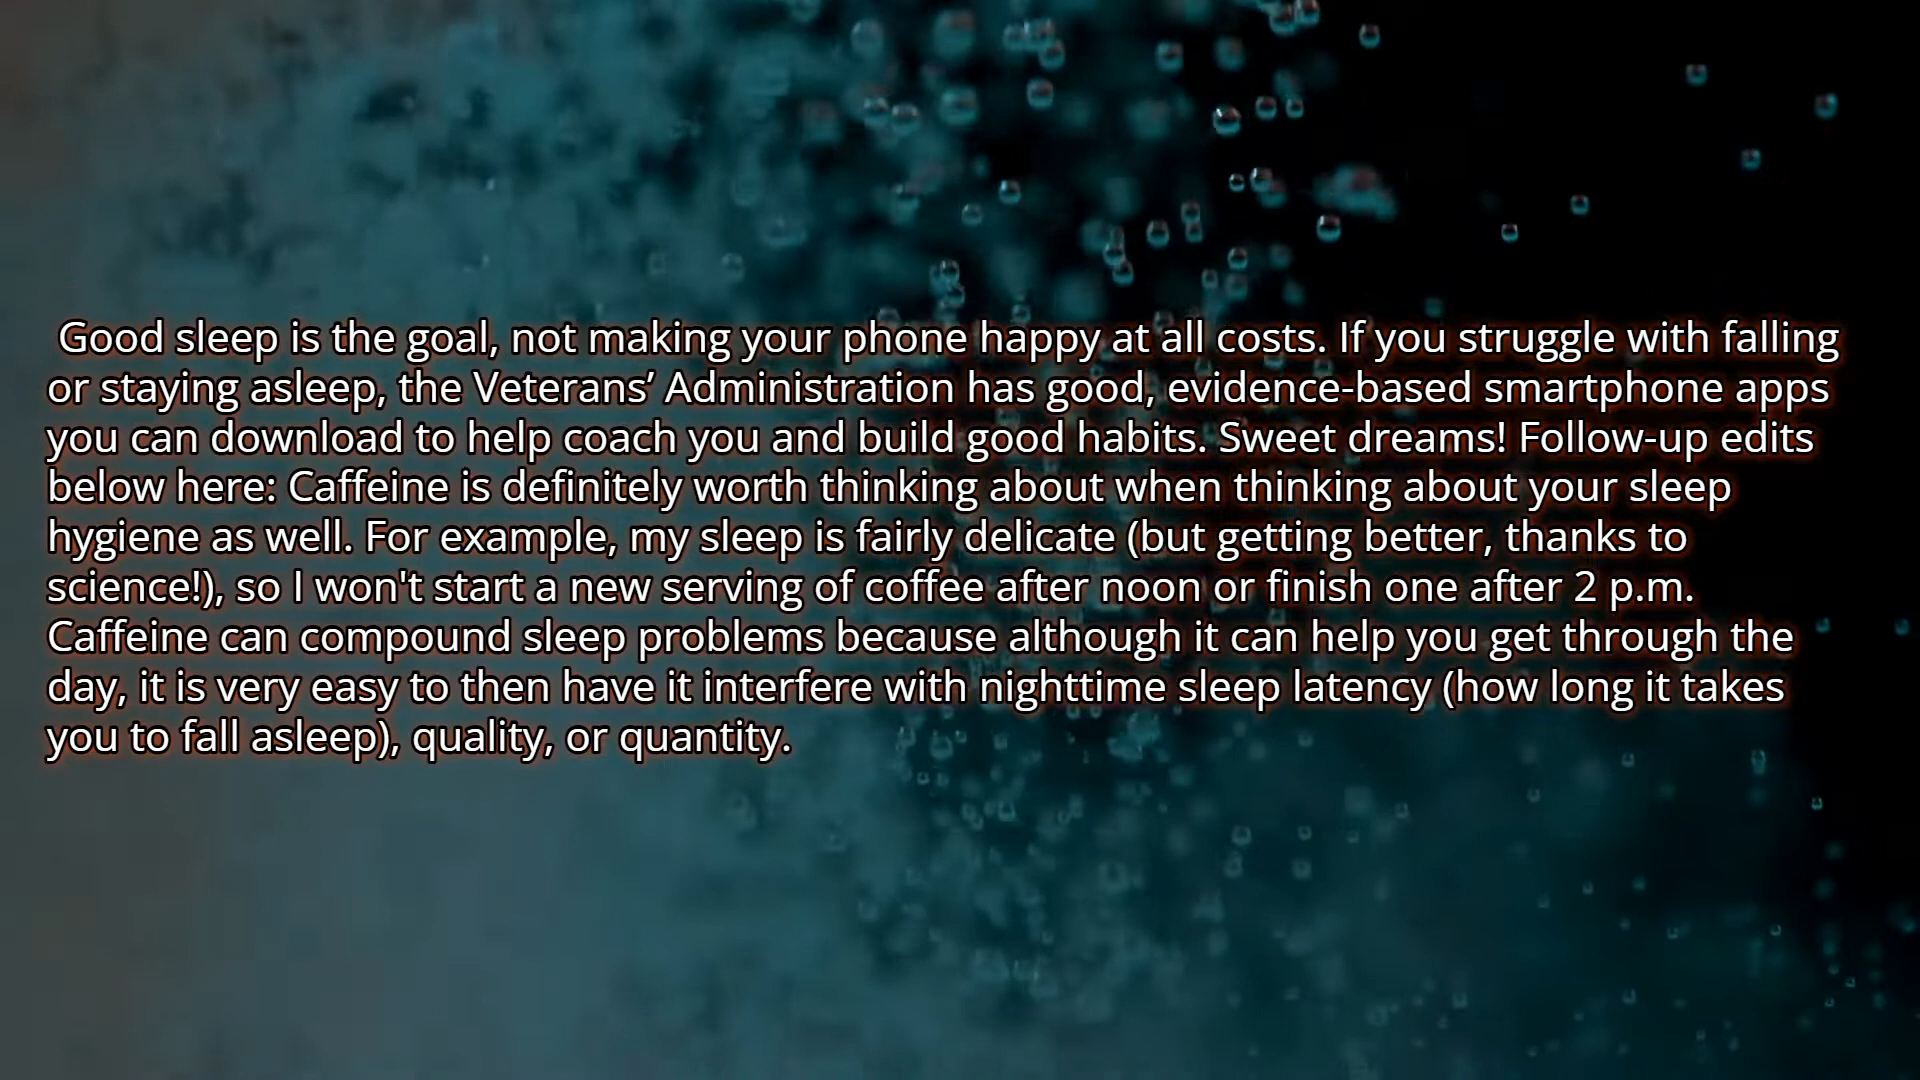 Good sleep is the goal, not making your phone happy at all costs. If you struggle with falling
or staying asleep, the Veterans’ Administration has good, evidence-based smartphone apps
you can download to help coach you and build good habits. Sweet dreams! Follow-up edits
below here: Caffeine is definitely worth thinking about when thinking about your sleep
hygiene as well. For example, my sleep is fairly delicate (but getting better, thanks to
science!), so I won't start a new serving of coffee after noon or finish one after 2 p.m.
Caffeine can compound sleep problems because although it can help you get through the
day, it is very easy to then have it interfere with nighttime sleep latency (how long it takes
you to fall asleep), quality, or quantity.